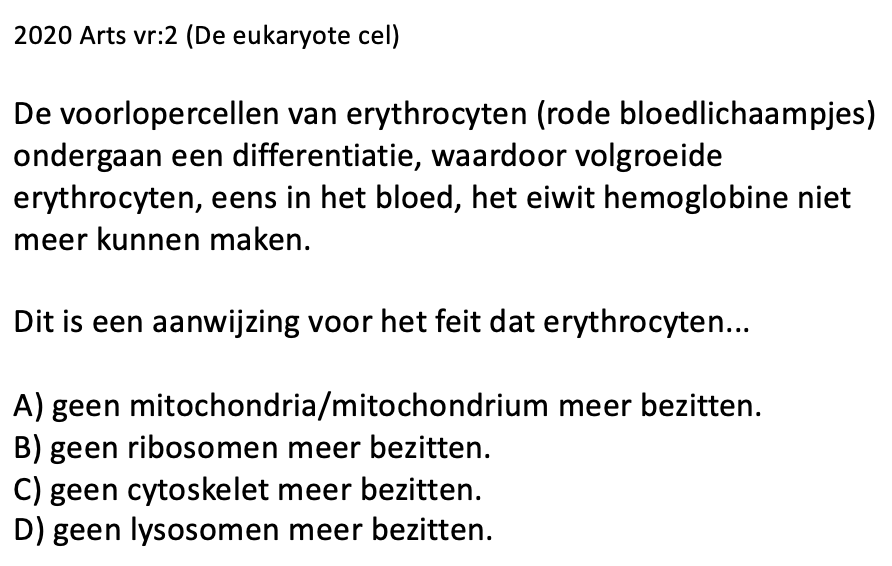 2020 Arts vr:2 (De eukaryote cel)
De voorlopercellen van erythrocyten (rode bloedlichaampjes)
ondergaan een differentiatie, waardoor volgroeide
erythrocyten, eens in het bloed, het eiwit hemoglobine niet
meer kunnen maken.
Dit is een aanwijzing voor het feit dat erythrocyten...
A) geen mitochondria/mitochondrium meer bezitten.
B) geen ribosomen meer bezitten.
C) geen cytoskelet meer bezitten.
D) geen lysosomen meer bezitten.